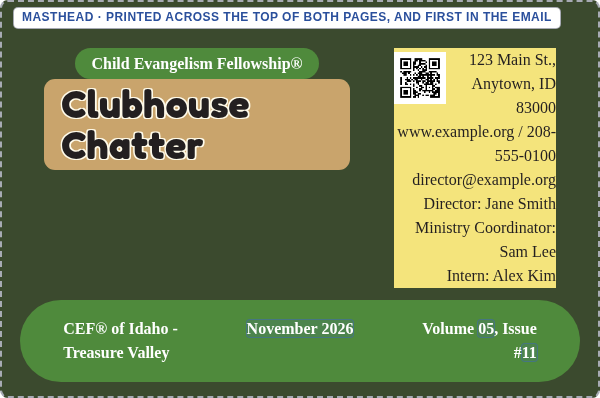 MASTHEAD · PRINTED ACROSS THE TOP OF BOTH PAGES, AND FIRST IN THE EMAIL
Child Evangelism Fellowship®
Clubhouse
Chatter
123 Main St.,
Anytown, ID
83000
www.example.org / 208-
555-0100
director@example.org
Director: Jane Smith
Ministry Coordinator:
Sam Lee
Intern: Alex Kim
CEF® of Idaho -
Treasure Valley
November 2026
Volume 05, Issue
#11